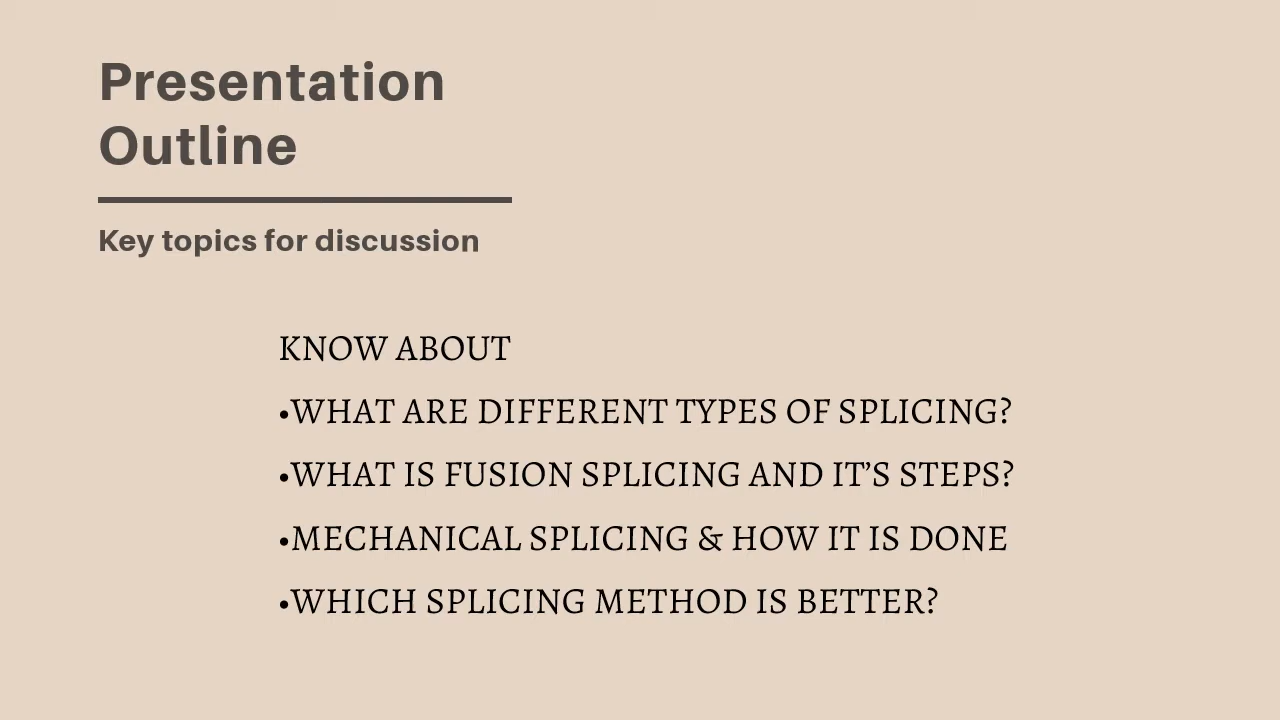 Presentation
Outline
Key topics for discussion
KNOW ABOUT
•WHAT ARE DIFFERENT TYPES OF SPLICING?
•WHAT IS FUSION SPLICING AND IT’S STEPS?
•MECHANICAL SPLICING & HOW IT IS DONE
•WHICH SPLICING METHOD IS BETTER?